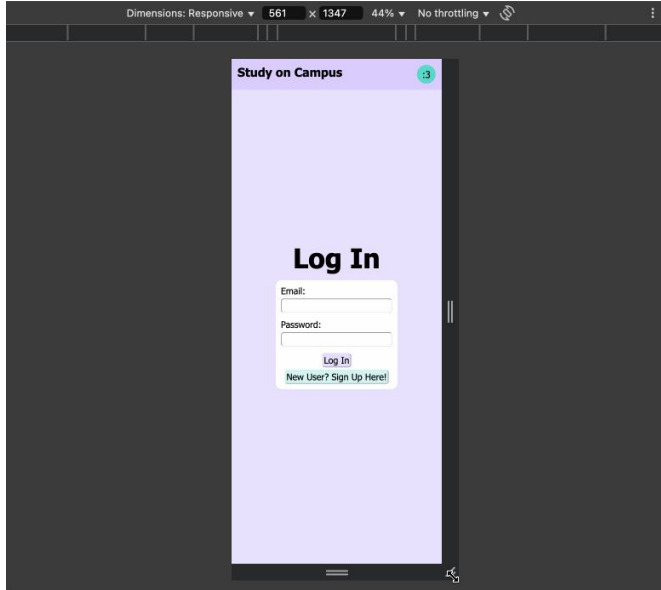 Dimensions: Responsive ▼ 561 × 1347 44% ▼ No throttling ▼
Study on Campus :3
Log In
Email:
Password:
Log In
New User? Sign Up Here!